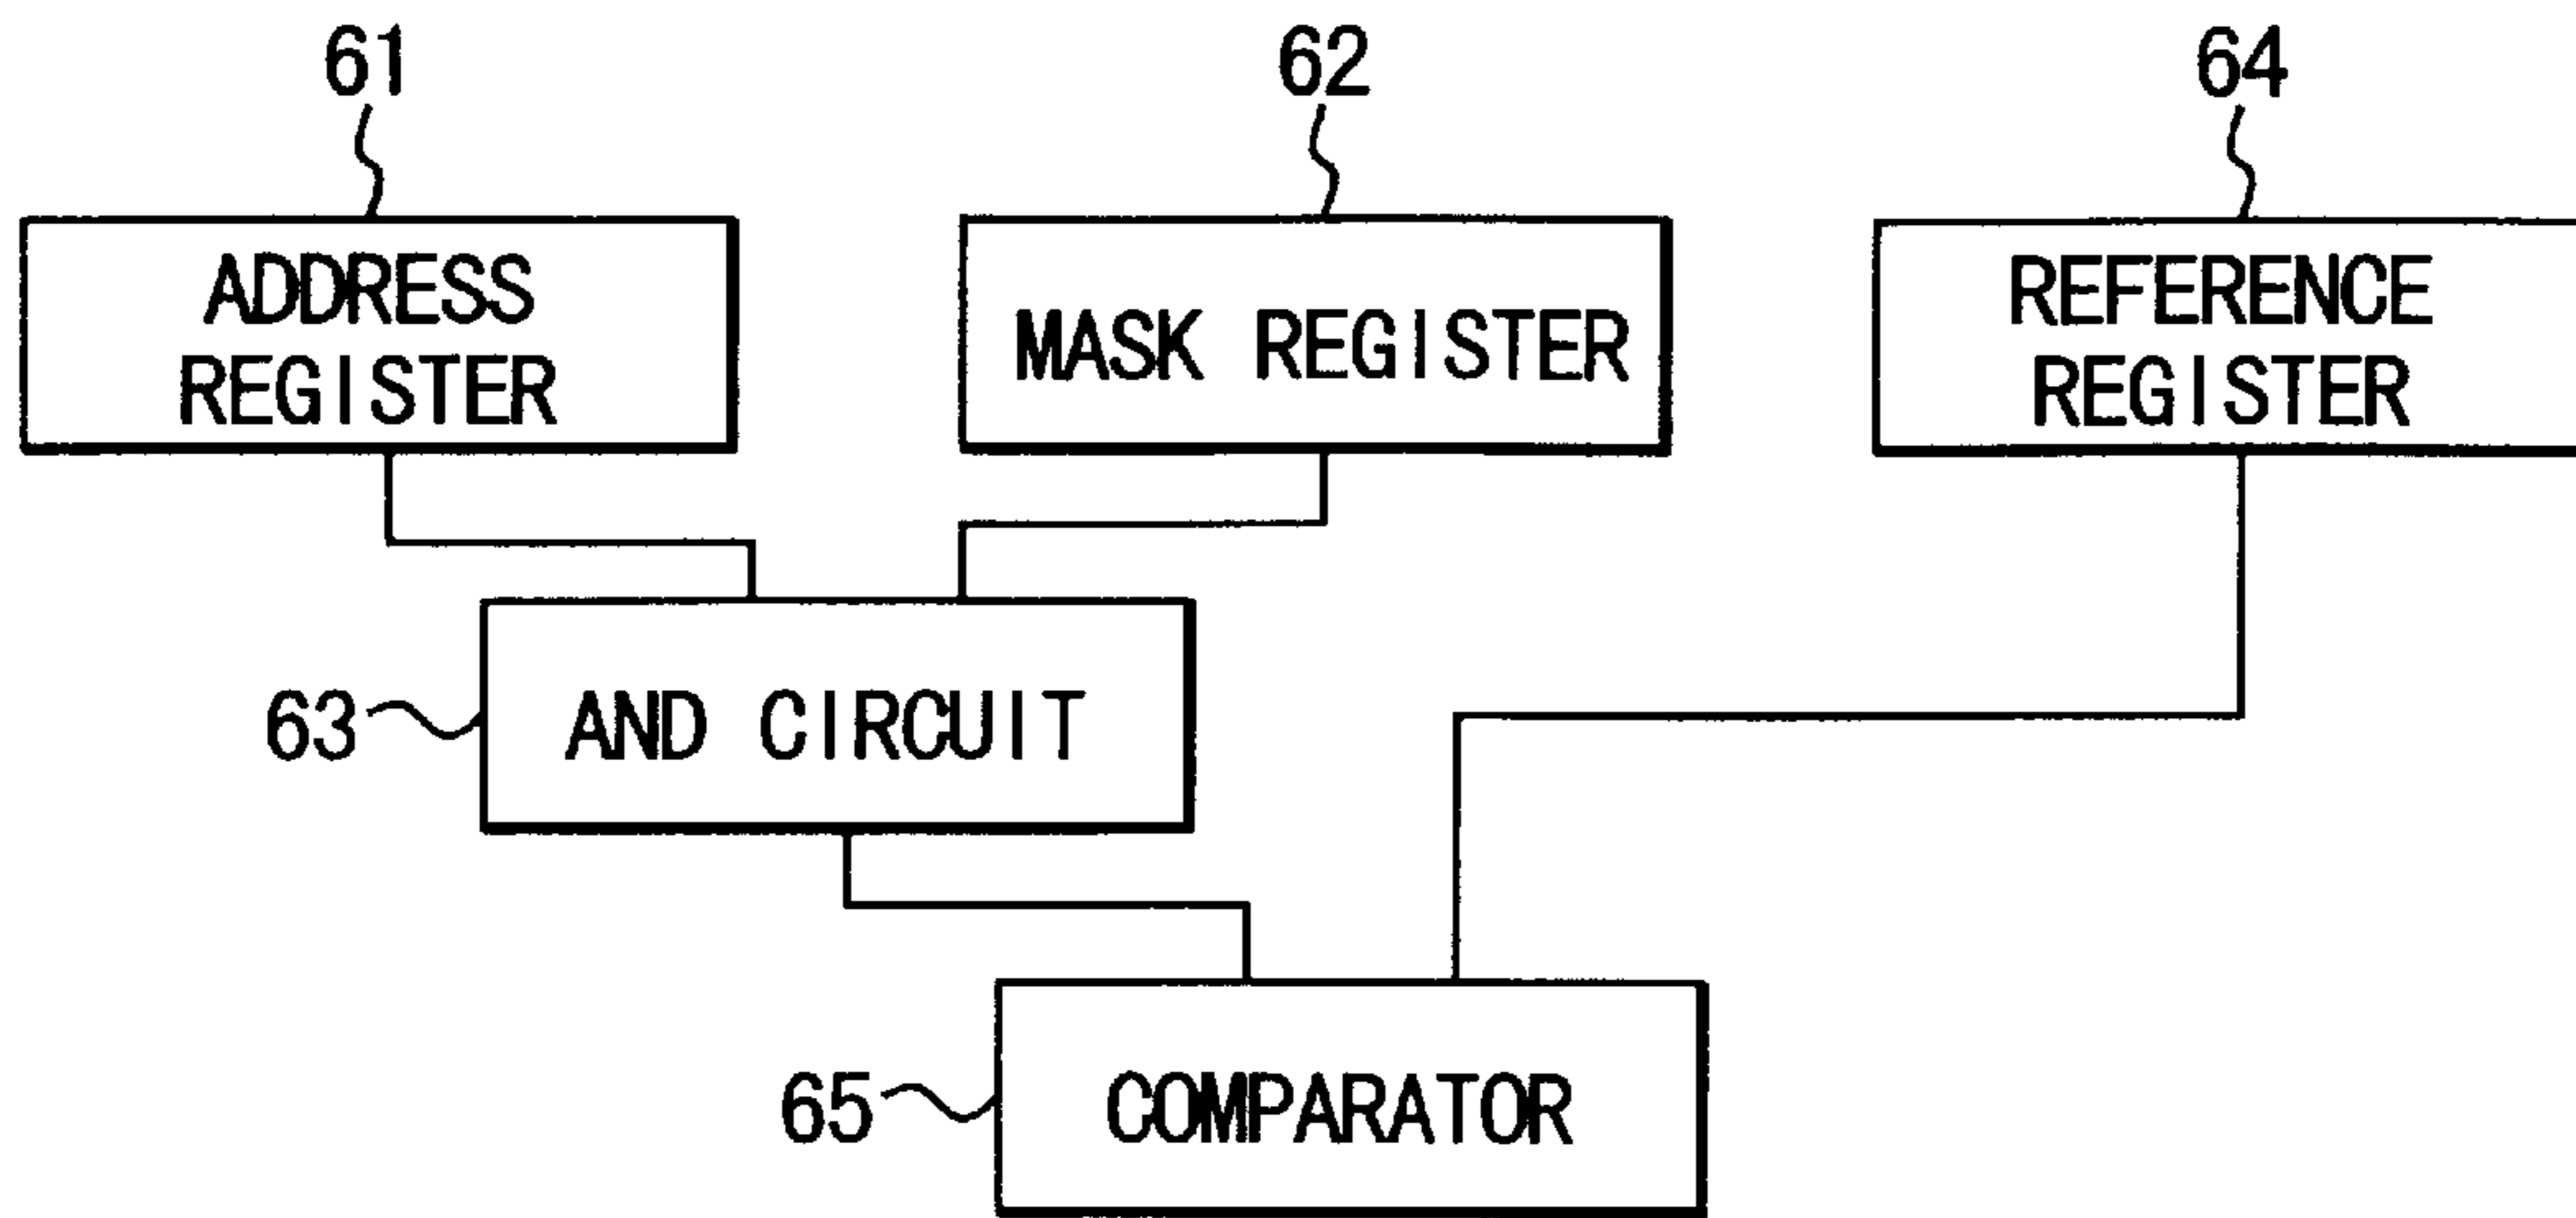 61
62
64
ADDRESS
REGISTER
MASK REGISTER
REFERENCE
REGISTER
63
AND CIRCUIT
65
COMPARATOR